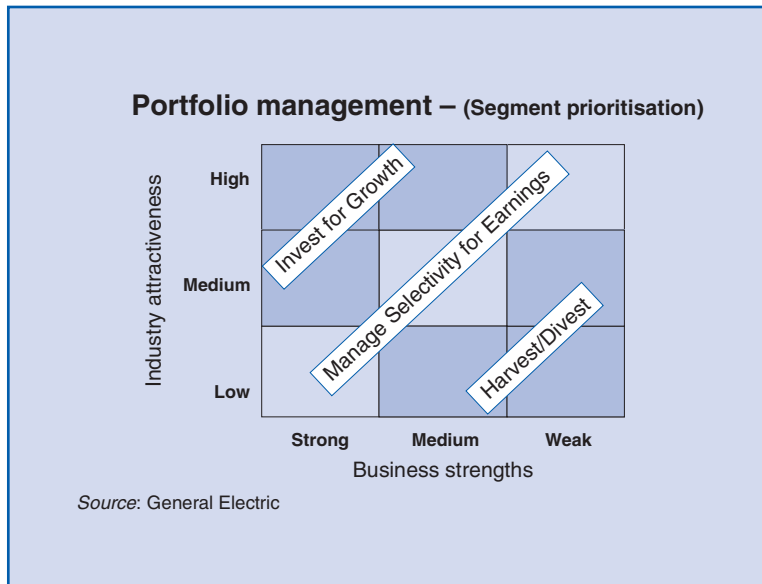 Portfolio management – (Segment prioritisation)
Industry attractiveness
High
Medium
Low
Invest for Growth
Manage Selectivity for Earnings
Harvest/Divest
Strong Medium Weak
Business strengths
Source: General Electric